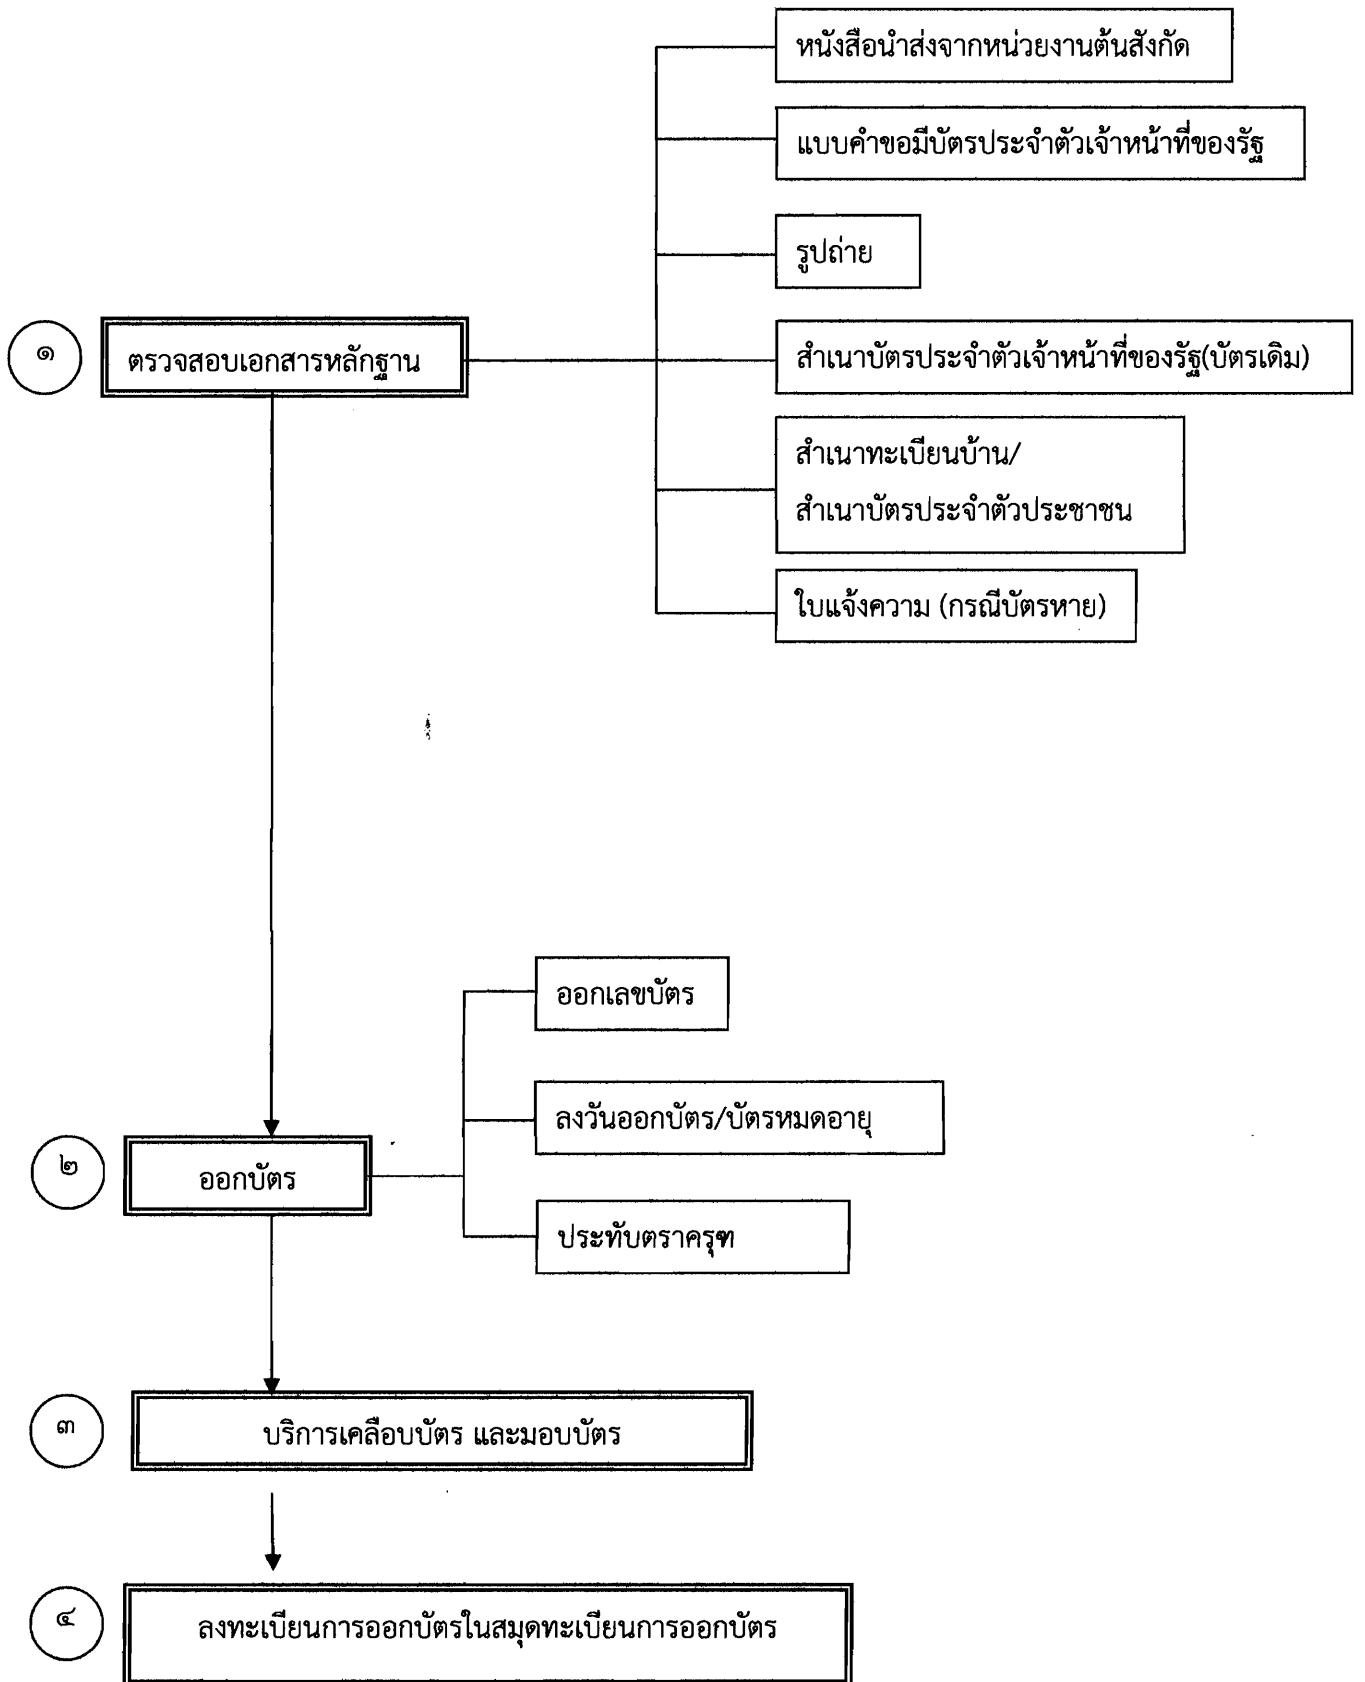 หนังสือนำส่งจากหน่วยงานต้นสังกัด
แบบคำขอมีบัตรประจำตัวเจ้าหน้าที่ของรัฐ
รูปถ่าย
๑
ตรวจสอบเอกสารหลักฐาน
สำเนาบัตรประจำตัวเจ้าหน้าที่ของรัฐ(บัตรเดิม)
สำเนาทะเบียนบ้าน/
สำเนาบัตรประจำตัวประชาชน
ใบแจ้งความ (กรณีบัตรหาย)
ออกเลขบัตร
ลงวันออกบัตร/บัตรหมดอายุ
๒
ออกบัตร
ประทับตราครุฑ
๓
บริการเคลือบบัตร และมอบบัตร
๔
ลงทะเบียนการออกบัตรในสมุดทะเบียนการออกบัตร